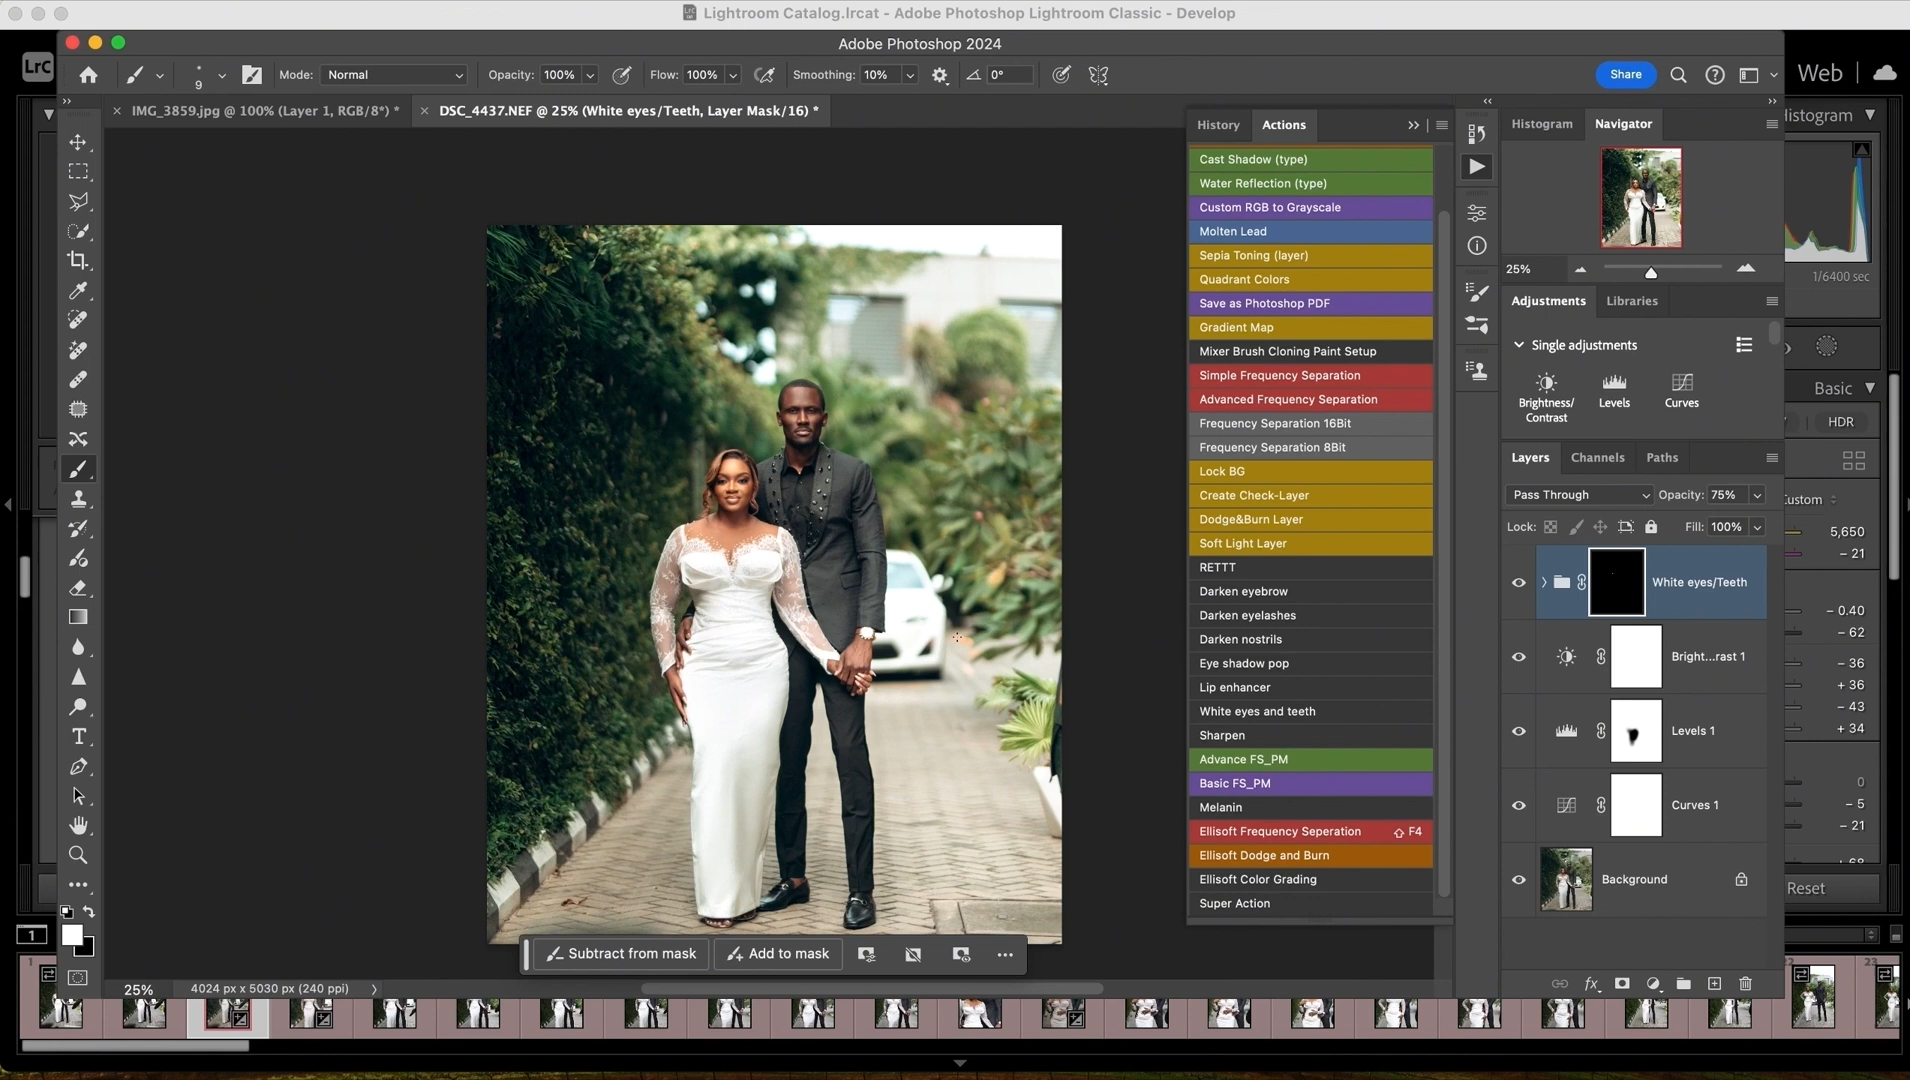 Lightroom Catalog.lrcat - Adobe Photoshop Lightroom Classic - Develop
Adobe Photoshop 2024
LrC
9
Mode: Normal
Opacity: 100%
Flow: 100%
Smoothing: 10%
0°
Share
Web
× IMG_3859.jpg @ 100% (Layer 1, RGB/8*) *
× DSC_4437.NEF @ 25% (White eyes/Teeth, Layer Mask/16) *
History
Actions
Cast Shadow (type)
Water Reflection (type)
Custom RGB to Grayscale
Molten Lead
Sepia Toning (layer)
Quadrant Colors
Save as Photoshop PDF
Gradient Map
Mixer Brush Cloning Paint Setup
Simple Frequency Separation
Advanced Frequency Separation
Frequency Separation 16Bit
Frequency Separation 8Bit
Lock BG
Create Check-Layer
Dodge&Burn Layer
Soft Light Layer
RETTT
Darken eyebrow
Darken eyelashes
Darken nostrils
Eye shadow pop
Lip enhancer
White eyes and teeth
Sharpen
Advance FS_PM
Basic FS_PM
Melanin
Ellisoft Frequency Seperation F4
Ellisoft Dodge and Burn
Ellisoft Color Grading
Super Action
Histogram
Navigator
25%
Adjustments
Libraries
Single adjustments
Brightness/
Contrast
Levels
Curves
Layers
Channels
Paths
Pass Through
Opacity: 75%
Lock:
Fill: 100%
White eyes/Teeth
Bright...rast 1
Levels 1
Curves 1
Background
fx
istogram
1/6400 sec
Basic
HDR
ustom
5,650
– 21
– 0.40
– 62
– 36
+ 36
– 43
+ 34
0
– 5
– 21
Reset
Subtract from mask
Add to mask
25%
4024 px x 5030 px (240 ppi)
1
1
23